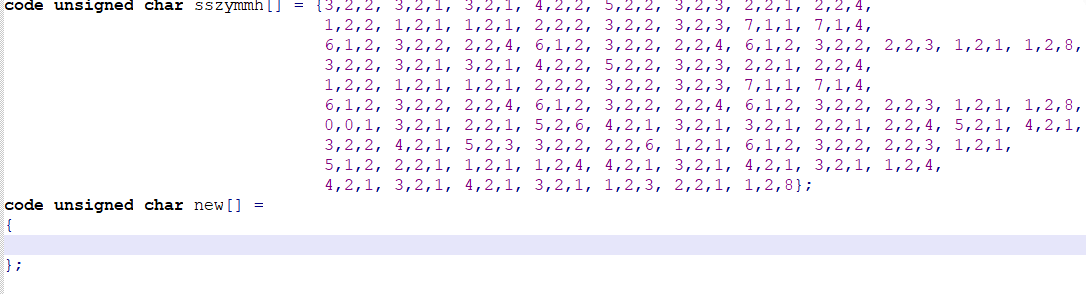 code unsigned char sszymmh[] = {3,2,2, 3,2,1, 3,2,1, 4,2,2, 5,2,2, 3,2,3, 2,2,1, 2,2,4,
1,2,2, 1,2,1, 1,2,1, 2,2,2, 3,2,2, 3,2,3, 7,1,1, 7,1,4,
6,1,2, 3,2,2, 2,2,4, 6,1,2, 3,2,2, 2,2,4, 6,1,2, 3,2,2, 2,2,3, 1,2,1, 1,2,8,
3,2,2, 3,2,1, 3,2,1, 4,2,2, 5,2,2, 3,2,3, 2,2,1, 2,2,4,
1,2,2, 1,2,1, 1,2,1, 2,2,2, 3,2,2, 3,2,3, 7,1,1, 7,1,4,
6,1,2, 3,2,2, 2,2,4, 6,1,2, 3,2,2, 2,2,4, 6,1,2, 3,2,2, 2,2,3, 1,2,1, 1,2,8,
0,0,1, 3,2,1, 2,2,1, 5,2,6, 4,2,1, 3,2,1, 3,2,1, 2,2,1, 2,2,4, 5,2,1, 4,2,1,
3,2,2, 4,2,1, 5,2,3, 3,2,2, 2,2,6, 1,2,1, 6,1,2, 3,2,2, 2,2,3, 1,2,1,
5,1,2, 2,2,1, 1,2,1, 1,2,4, 4,2,1, 3,2,1, 4,2,1, 3,2,1, 1,2,4,
4,2,1, 3,2,1, 4,2,1, 3,2,1, 1,2,3, 2,2,1, 1,2,8};
code unsigned char new[] =
{
};